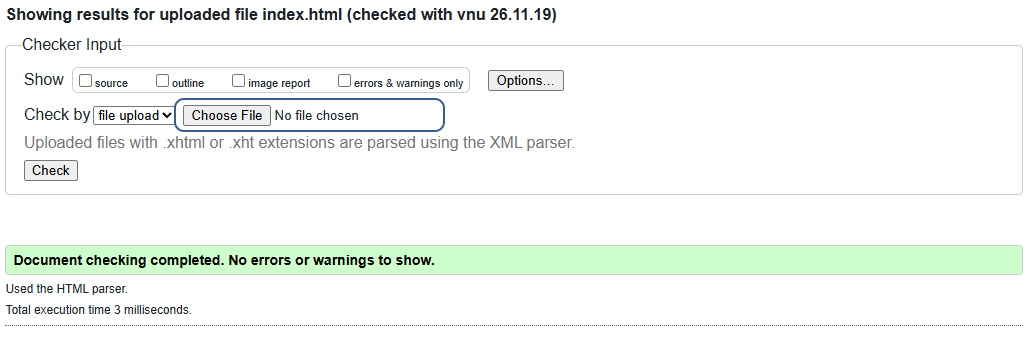 Showing results for uploaded file index.html (checked with vnu 26.11.19)
Checker Input
Show source outline image report errors & warnings only Options...
Check by file upload Choose File No file chosen
Uploaded files with .xhtml or .xht extensions are parsed using the XML parser.
Check
Document checking completed. No errors or warnings to show.
Used the HTML parser.
Total execution time 3 milliseconds.